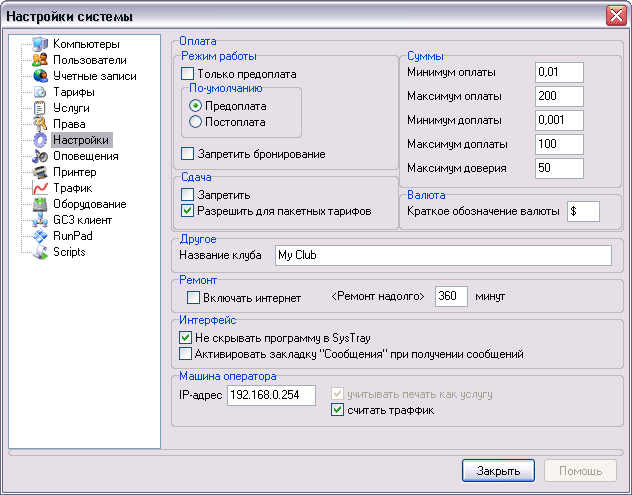 Настройки системы
Компьютеры
Пользователи
Учетные записи
Тарифы
Услуги
Права
Настройки
Оповещения
Принтер
Трафик
Оборудование
GC3 клиент
RunPad
Scripts
Оплата
Режим работы
Только предоплата
По-умолчанию
Предоплата
Постоплата
Запретить бронирование
Суммы
Минимум оплаты 0,01
Максимум оплаты 200
Минимум доплаты 0,001
Максимум доплаты 100
Максимум доверия 50
Сдача
Запретить
Разрешить для пакетных тарифов
Валюта
Краткое обозначение валюты $
Другое
Название клуба My Club
Ремонт
Включать интернет <Ремонт надолго> 360 минут
Интерфейс
Не скрывать программу в SysTray
Активировать закладку "Сообщения" при получении сообщений
Машина оператора
IP-адрес 192.168.0.254 учитывать печать как услугу
считать траффик
Закрыть Помощь